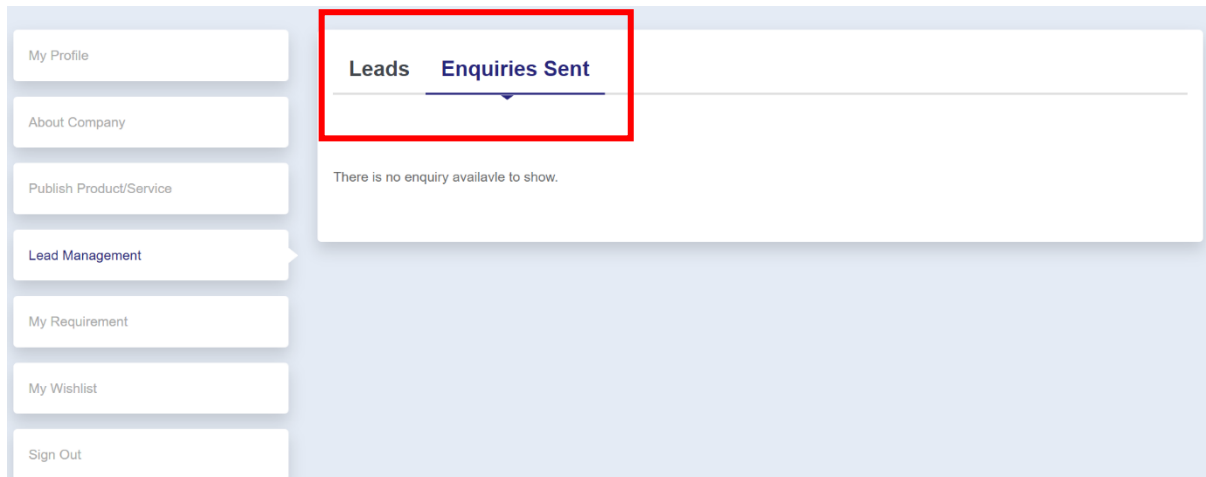 My Profile
About Company
Publish Product/Service
Lead Management
My Requirement
My Wishlist
Sign Out
Leads Enquiries Sent
There is no enquiry availavle to show.